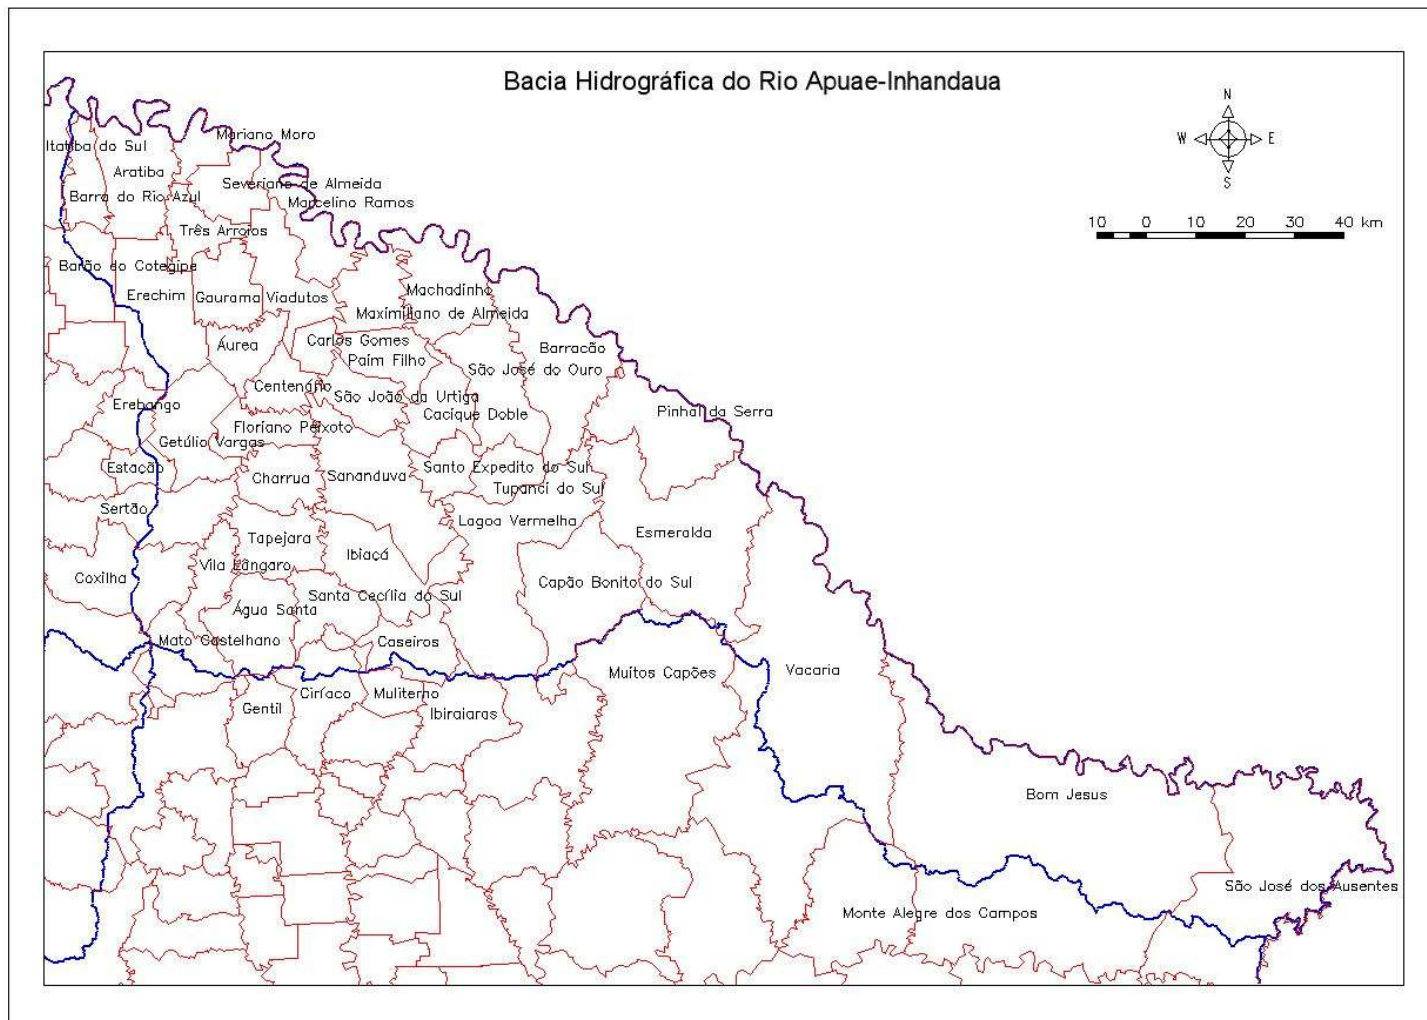 Bacia Hidrográfica do Rio Apuae-Inhandaua
N
W
E
S
10 0 10 20 30 40 km
Mariano Moro
Itatiba do Sul
Aratiba
Severiano de Almeida
Barra do Rio Azul
Marcelino Ramos
Três Arroios
Barão do Cotegipe
Erechim
Gaurama
Viadutos
Machadinho
Maximiliano de Almeida
Áurea
Carlos Gomes
Barracão
Paim Filho
São José do Ouro
Centenário
São João da Urtiga
Erebango
Cacique Doble
Pinhal da Serra
Floriano Peixoto
Getúlio Vargas
Estação
Charrua
Sananduva
Santo Expedito do Sul
Tupanci do Sul
Sertão
Lagoa Vermelha
Esmeralda
Tapejara
Ibiaçá
Vila Lângaro
Coxilha
Capão Bonito do Sul
Santa Cecília do Sul
Água Santa
Mato Castelhano
Caseiros
Muitos Capões
Vacaria
Ciríaco
Muliterno
Gentil
Ibiraiaras
Bom Jesus
São José dos Ausentes
Monte Alegre dos Campos